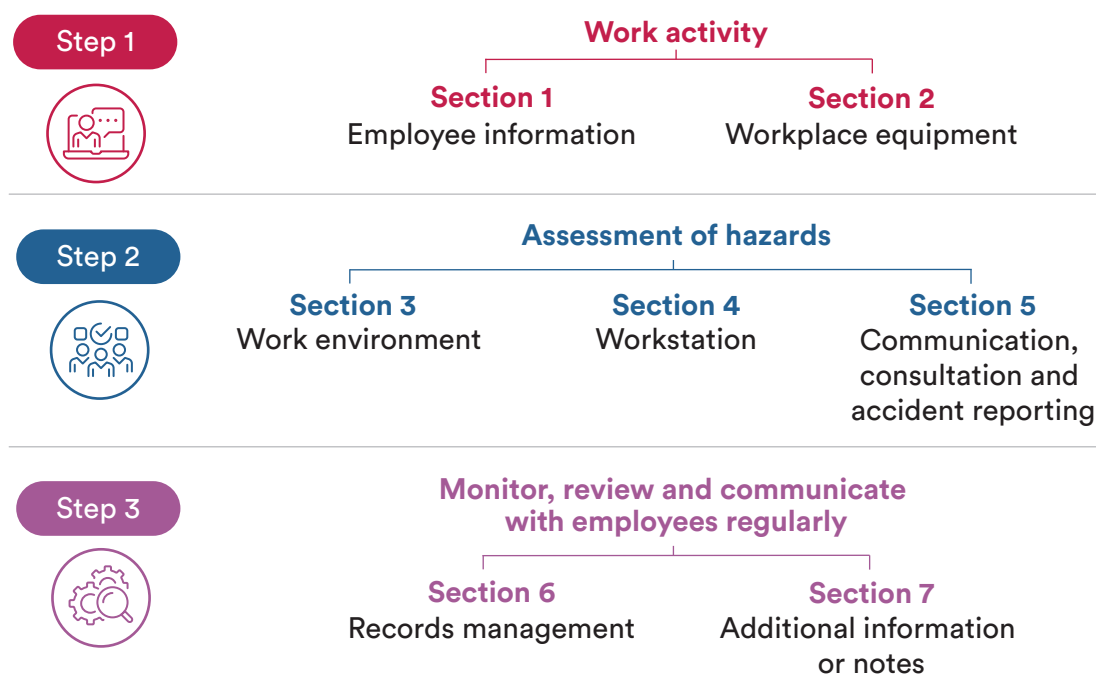 Step 1
Work activity
Section 1
Employee information
Section 2
Workplace equipment
Step 2
Assessment of hazards
Section 3
Work environment
Section 4
Workstation
Section 5
Communication,
consultation and
accident reporting
Step 3
Monitor, review and communicate
with employees regularly
Section 6
Records management
Section 7
Additional information
or notes